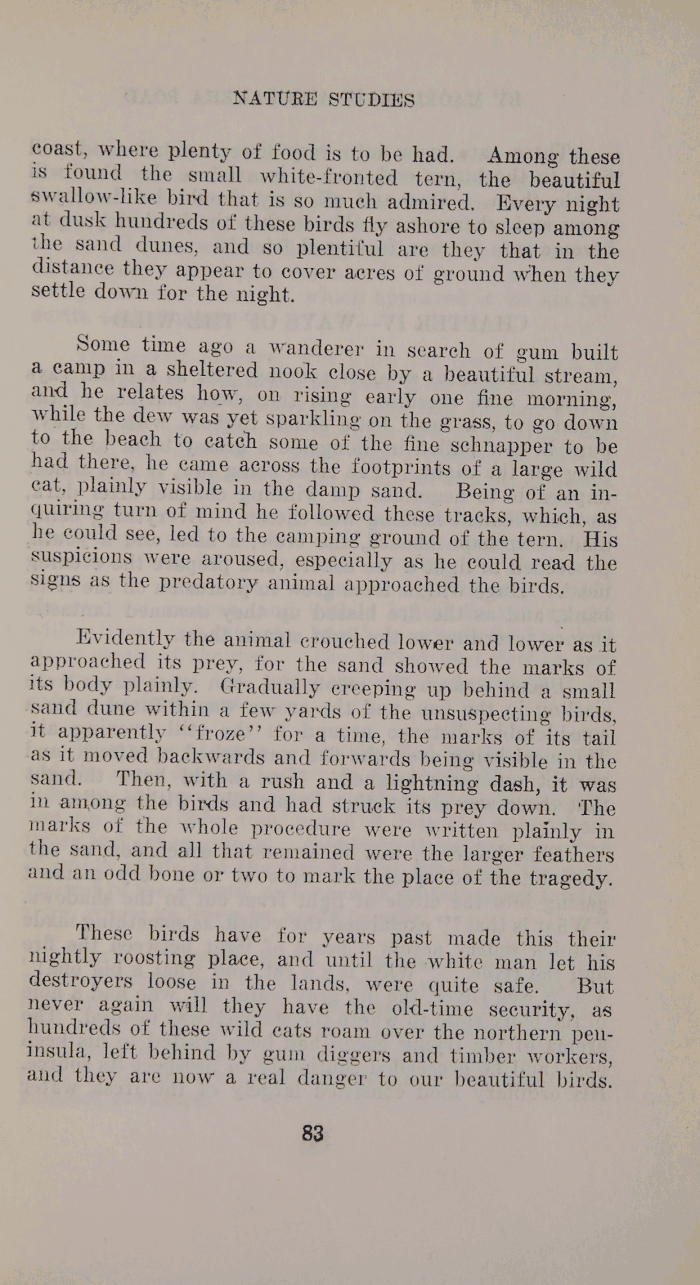 NATURE STUDIES
coast, where plenty of food is to be had. Among these
is found the small white-fronted tern, the beautiful
swallow-like bird that is so much admired. Every night
at dusk hundreds of these birds fly ashore to sleep among
the sand dunes, and so plentiful are they that in the
distance they appear to cover acres of ground when they
settle down for the night.
Some time ago a wanderer in search of gum built
a camp in a sheltered nook close by a beautiful stream,
and he relates how, on rising early one fine morning,
while the dew was yet sparkling on the grass, to go down
to the beach to catch some of the fine schnapper to be
had there, he came across the footprints of a large wild
cat, plainly visible in the damp sand. Being of an in-
quiring turn of mind he followed these tracks, which, as
he could see, led to the camping ground of the tern. His
suspicions were aroused, especially as he could read the
signs as the predatory animal approached the birds.
Evidently the animal crouched lower and lower as it
approached its prey, for the sand showed the marks of
its body plainly. Gradually creeping up behind a small
sand dune within a few yards of the unsuspecting birds,
it apparently ‘‘froze’’ for a time, the marks of its tail
as it moved backwards and forwards being visible in the
sand. Then, with a rush and a lightning dash, it was
in among the birds and had struck its prey down. The
marks of the whole procedure were written plainly in
the sand, and all that remained were the larger feathers
and an odd bone or two to mark the place of the tragedy.
These birds have for years past made this their
nightly roosting place, and until the white man let his
destroyers loose in the lands, were quite safe. But
never again will they have the old-time security, as
hundreds of these wild cats roam over the northern pen-
insula, left behind by gum diggers and timber workers,
and they are now a real danger to our beautiful birds.
83